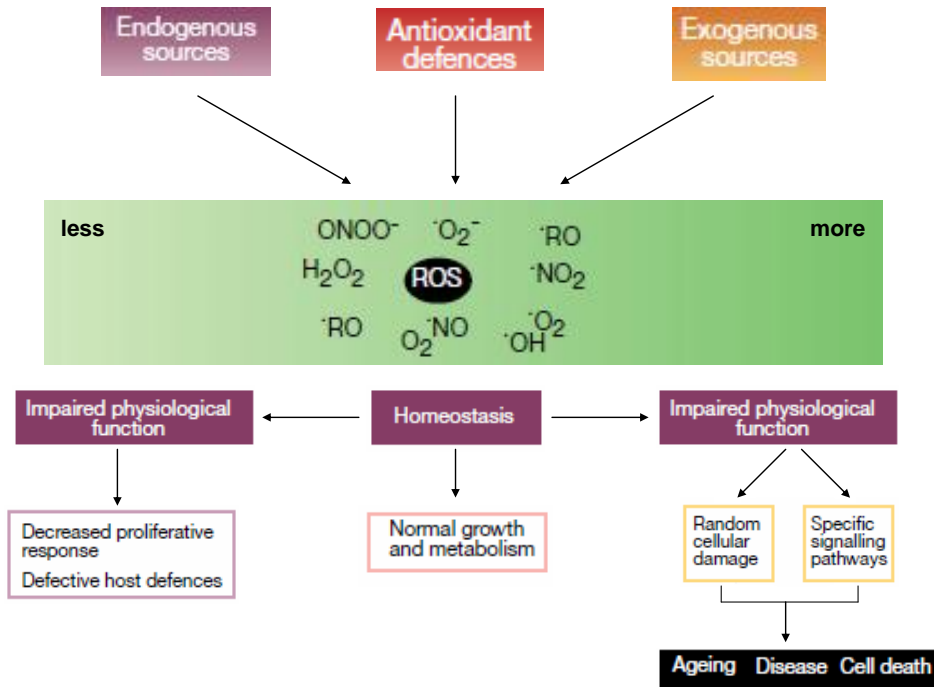 Endogenous
sources
Antioxidant
defences
Exogenous
sources
less
more
ONOO⁻ ˙O₂⁻ ˙RO
H₂O₂ ROS ˙NO₂
˙RO O₂ ˙NO ˙OH ˙O₂
Impaired physiological
function
Homeostasis
Impaired physiological
function
Decreased proliferative
response
Defective host defences
Normal growth
and metabolism
Random
cellular
damage
Specific
signalling
pathways
Ageing Disease Cell death